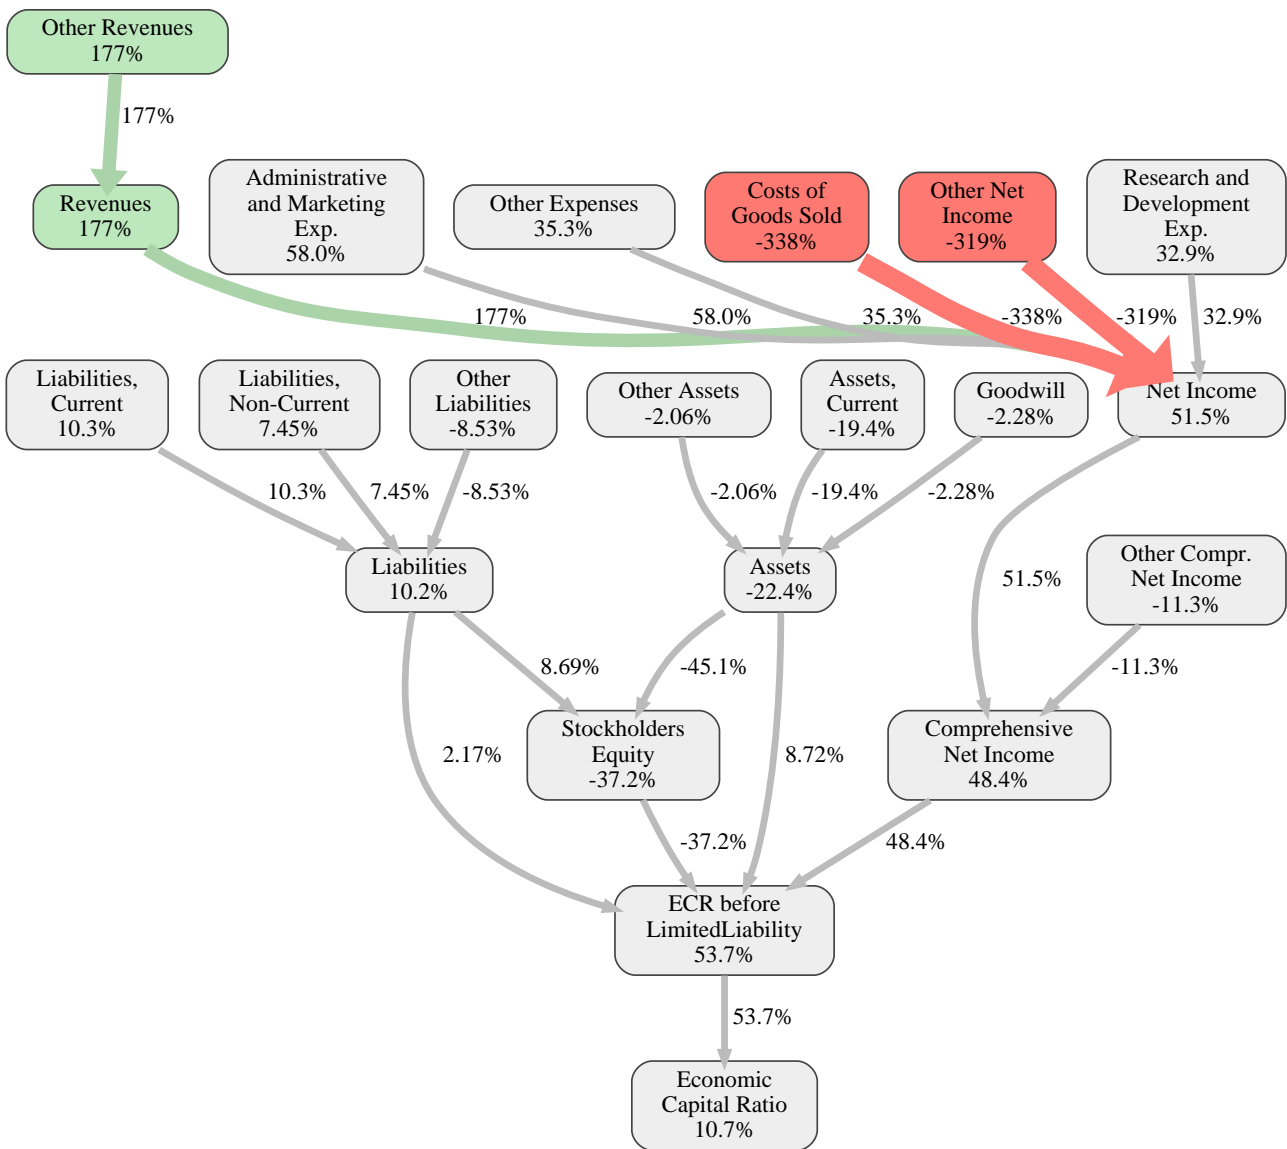 Other Revenues
177%
177%
Revenues
177%
Administrative
and Marketing
Exp.
58.0%
Other Expenses
35.3%
Costs of
Goods Sold
-338%
Other Net
Income
-319%
Research and
Development
Exp.
32.9%
177%
58.0%
35.3%
-338%
-319%
32.9%
Liabilities,
Current
10.3%
Liabilities,
Non-Current
7.45%
Other
Liabilities
-8.53%
Other Assets
-2.06%
Assets,
Current
-19.4%
Goodwill
-2.28%
Net Income
51.5%
10.3%
7.45%
-8.53%
-2.06%
-19.4%
-2.28%
Liabilities
10.2%
Assets
-22.4%
51.5%
Other Compr.
Net Income
-11.3%
8.69%
-45.1%
-11.3%
Stockholders
Equity
-37.2%
Comprehensive
Net Income
48.4%
2.17%
8.72%
-37.2%
48.4%
ECR before
LimitedLiability
53.7%
53.7%
Economic
Capital Ratio
10.7%